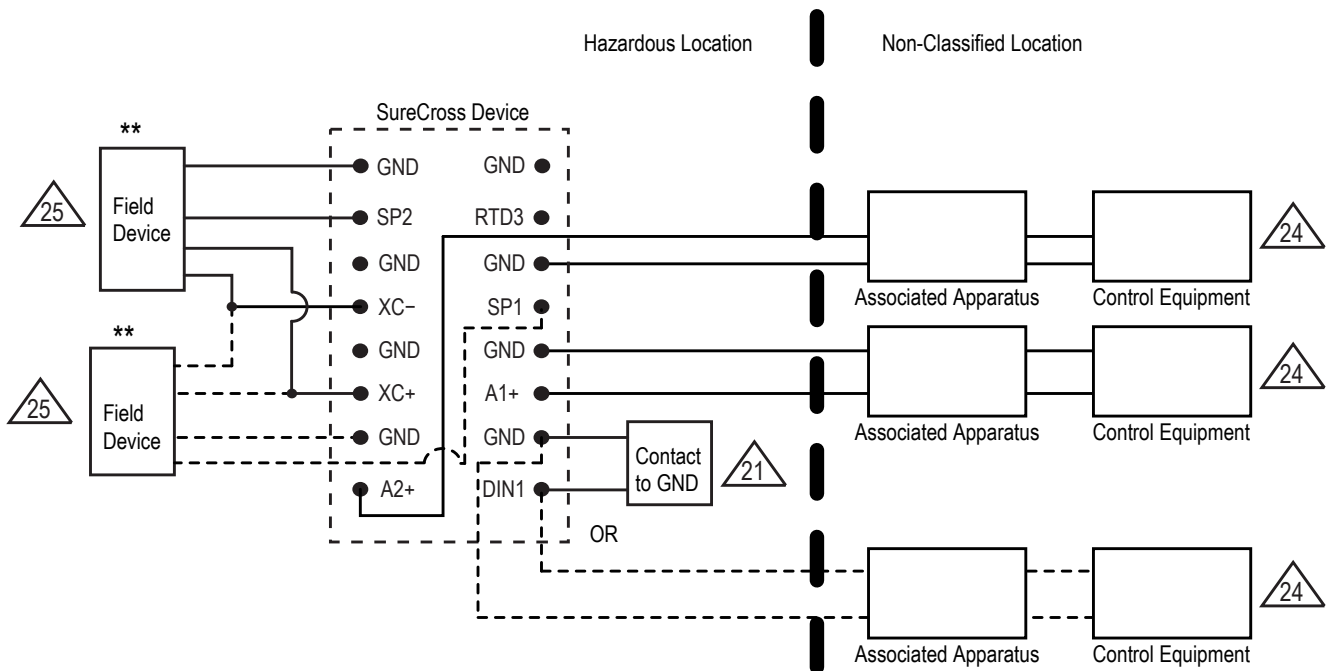 Hazardous Location
Non-Classified Location
SureCross Device
**
25
Field
Device
**
25
Field
Device
GND
SP2
GND
XC−
GND
XC+
GND
A2+
GND
RTD3
GND
SP1
GND
A1+
GND
DIN1
Contact
to GND
21
OR
Associated Apparatus
Control Equipment
24
Associated Apparatus
Control Equipment
24
Associated Apparatus
Control Equipment
24